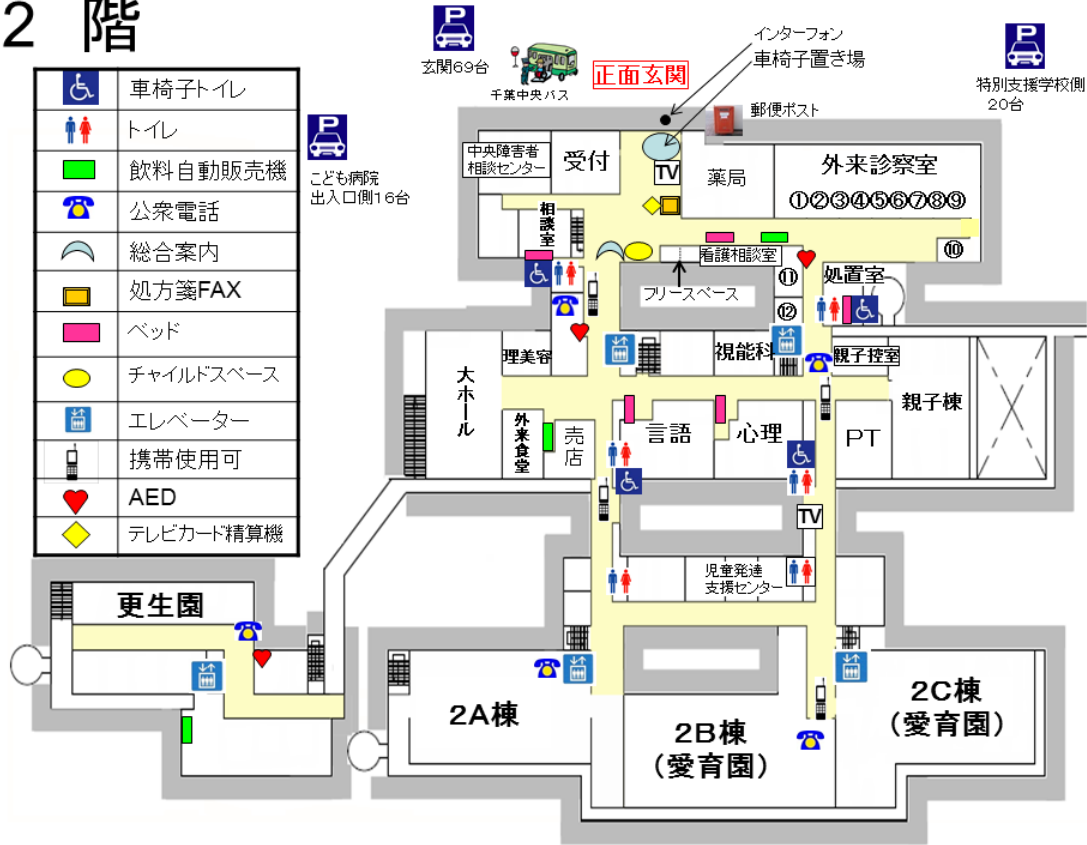 2 階
車椅子トイレ
トイレ
飲料自動販売機
公衆電話
総合案内
処方箋FAX
ベッド
チャイルドスペース
エレベーター
携帯使用可
AED
テレビカード精算機
P
玄関69台
千葉中央バス
正面玄関
インターフォン
車椅子置き場
郵便ポスト
P
特別支援学校側
20台
P
こども病院
出入口側16台
中央障害者
相談センター
受付
TV
薬局
外来診察室
①②③④⑤⑥⑦⑧⑨
相談室
看護相談室
⑩
フリースペース
⑪
処置室
⑫
理美容
視能科
親子控室
大ホール
外来食堂
売店
言語
心理
PT
親子棟
TV
児童発達
支援センター
更生園
2A棟
2B棟
(愛育園)
2C棟
(愛育園)